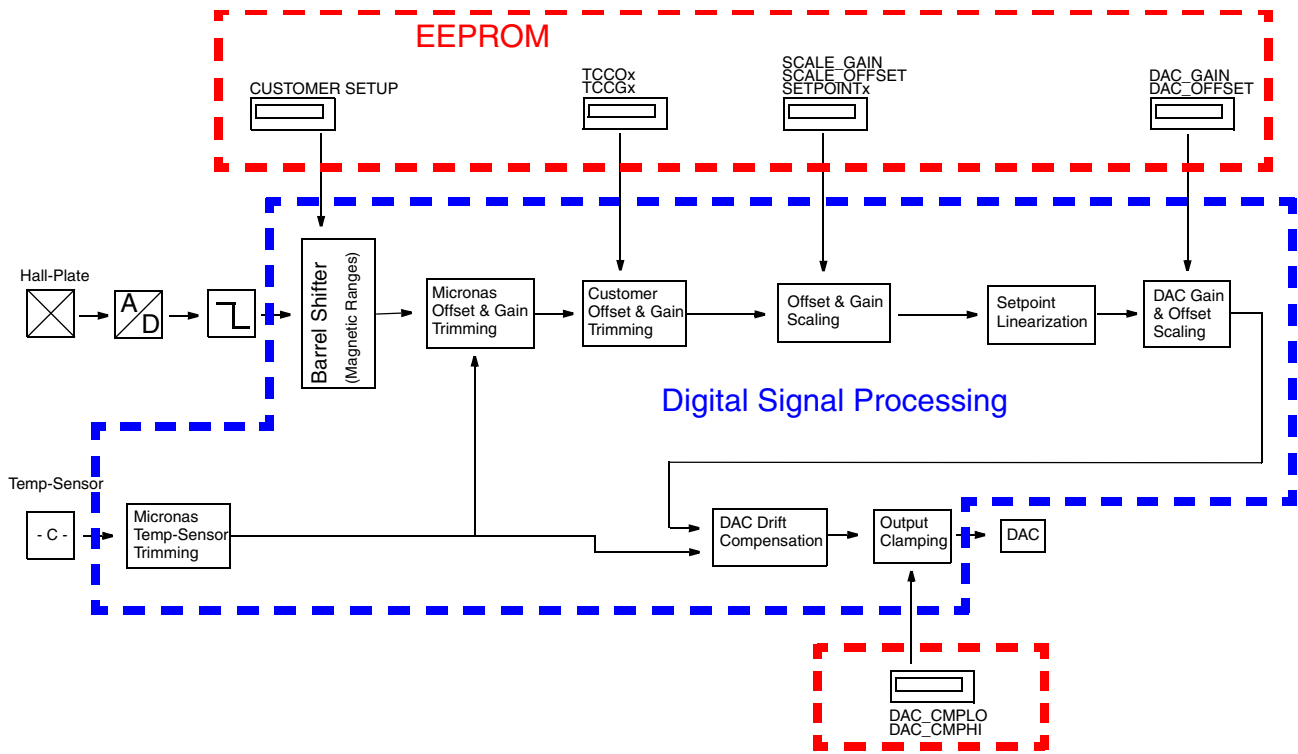 EEPROM
CUSTOMER SETUP
TCCOx
TCCGx
SCALE_GAIN
SCALE_OFFSET
SETPOINTx
DAC_GAIN
DAC_OFFSET
Hall-Plate
A
D
Barrel Shifter
(Magnetic Ranges)
Micronas
Offset & Gain
Trimming
Customer
Offset & Gain
Trimming
Offset & Gain
Scaling
Setpoint
Linearization
DAC Gain
& Offset
Scaling
Digital Signal Processing
Temp-Sensor
- C -
Micronas
Temp-Sensor
Trimming
DAC Drift
Compensation
Output
Clamping
DAC
DAC_CMPLO
DAC_CMPHI